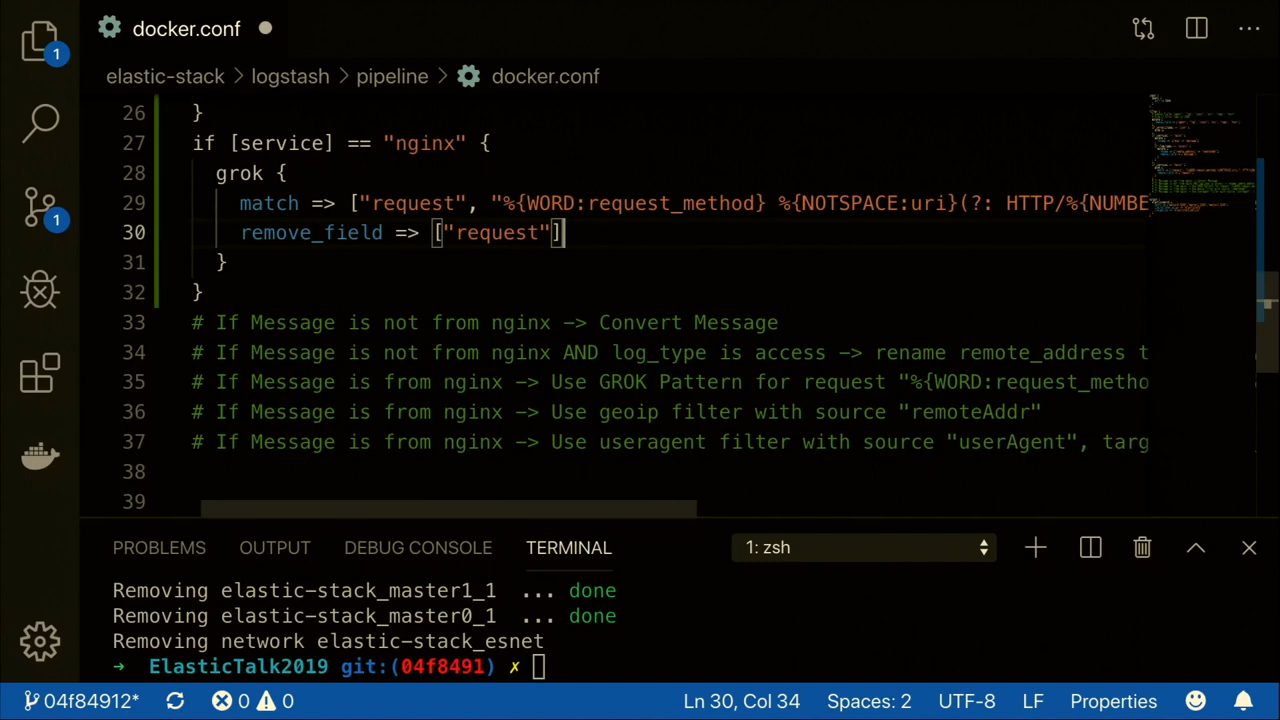 docker.conf
elastic-stack > logstash > pipeline > docker.conf
1
1
26 }
27 if [service] == "nginx" {
28 grok {
29 match => ["request", "%{WORD:request_method} %{NOTSPACE:uri}(?: HTTP/%{NUMBE
30 remove_field => ["request"]
31 }
32 }
33 # If Message is not from nginx -> Convert Message
34 # If Message is not from nginx AND log_type is access -> rename remote_address t
35 # If Message is from nginx -> Use GROK Pattern for request "%{WORD:request_metho
36 # If Message is from nginx -> Use geoip filter with source "remoteAddr"
37 # If Message is from nginx -> Use useragent filter with source "userAgent", targ
38
39
PROBLEMS OUTPUT DEBUG CONSOLE TERMINAL 1: zsh
Removing elastic-stack_master1_1 ... done
Removing elastic-stack_master0_1 ... done
Removing network elastic-stack_esnet
→ ElasticTalk2019 git:(04f8491) ✗
04f84912* 0 0 Ln 30, Col 34 Spaces: 2 UTF-8 LF Properties